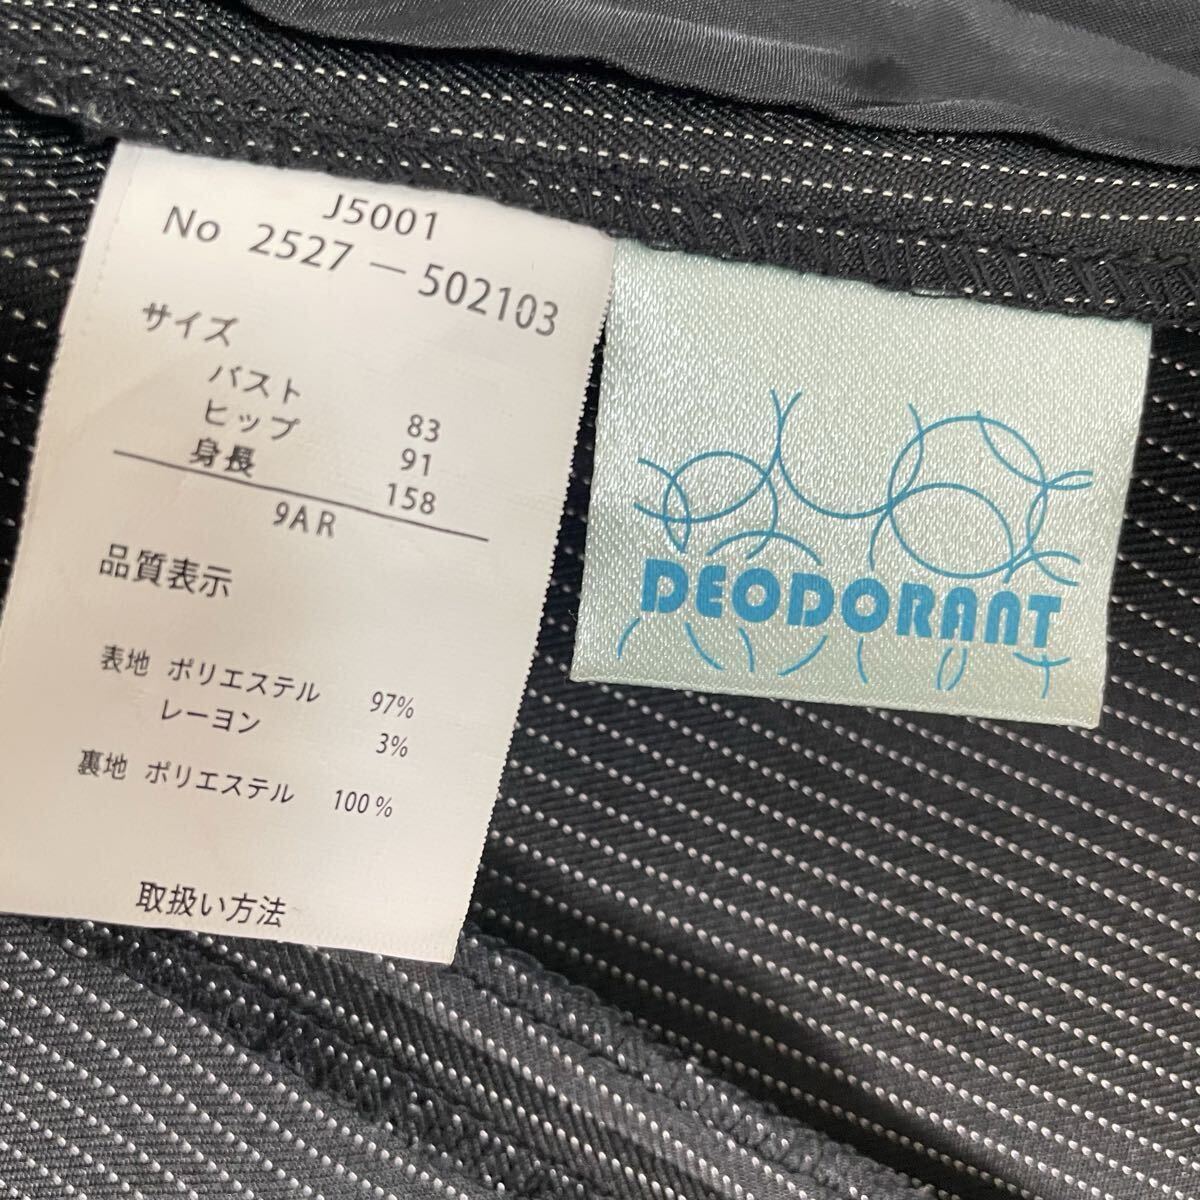 J5001
No 2527 — 502103
サイズ
バスト 83
ヒップ 91
身長 158
9AR
品質表示
表地 ポリエステル 97%
レーヨン 3%
裏地 ポリエステル 100%
取扱い方法
DEODORANT